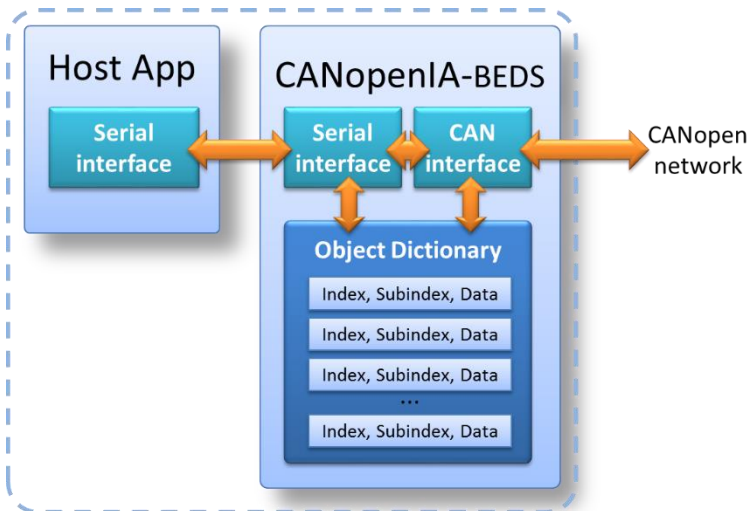 Host App
Serial
interface
CANopenIA-BEDS
Serial
interface
CAN
interface
CANopen
network
Object Dictionary
Index, Subindex, Data
Index, Subindex, Data
Index, Subindex, Data
...
Index, Subindex, Data